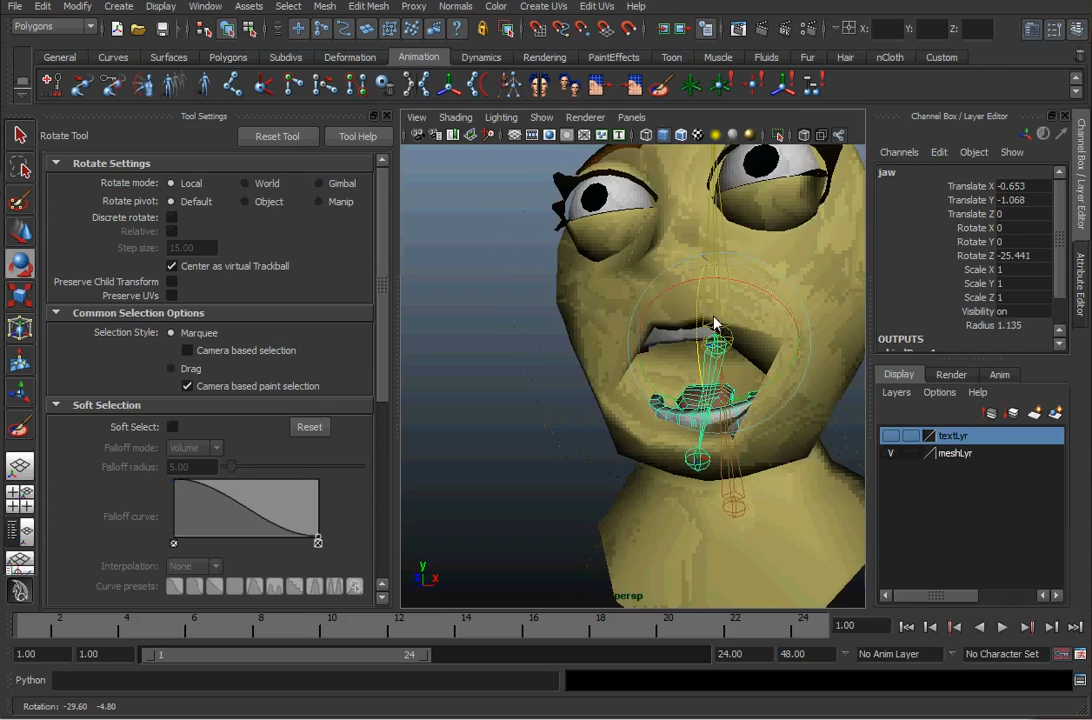 File Edit Modify Create Display Window Assets Select Mesh Edit Mesh Proxy Normals Color Create UVs Edit UVs Help
Polygons X: Y: Z:
General Curves Surfaces Polygons Subdivs Deformation Animation Dynamics Rendering PaintEffects Toon Muscle Fluids Fur Hair nCloth Custom
Tool Settings
Rotate Tool Reset Tool Tool Help
Rotate Settings
Rotate mode: Local World Gimbal
Rotate pivot: Default Object Manip
Discrete rotate:
Relative:
Step size: 15.00
Center as virtual Trackball
Preserve Child Transform
Preserve UVs
Common Selection Options
Selection Style: Marquee
Camera based selection
Drag
Camera based paint selection
Soft Selection
Soft Select: Reset
Falloff mode: Volume
Falloff radius: 5.00
Falloff curve:
Interpolation: None
Curve presets:
View Shading Lighting Show Renderer Panels
y
z x
persp
Channel Box / Layer Editor
Channels Edit Object Show
jaw
Translate X -0.653
Translate Y -1.068
Translate Z 0
Rotate X 0
Rotate Y 0
Rotate Z -25.441
Scale X 1
Scale Y 1
Scale Z 1
Visibility on
Radius 1.135
OUTPUTS
Display Render Anim
Layers Options Help
textLyr
V meshLyr
Channel Box / Layer Editor
Attribute Editor
2 4 6 8 10 12 14 16 18 20 22 24 1.00
1.00 1.00 1 24 24.00 48.00 No Anim Layer No Character Set
Python
Rotation: -29.60 -4.80